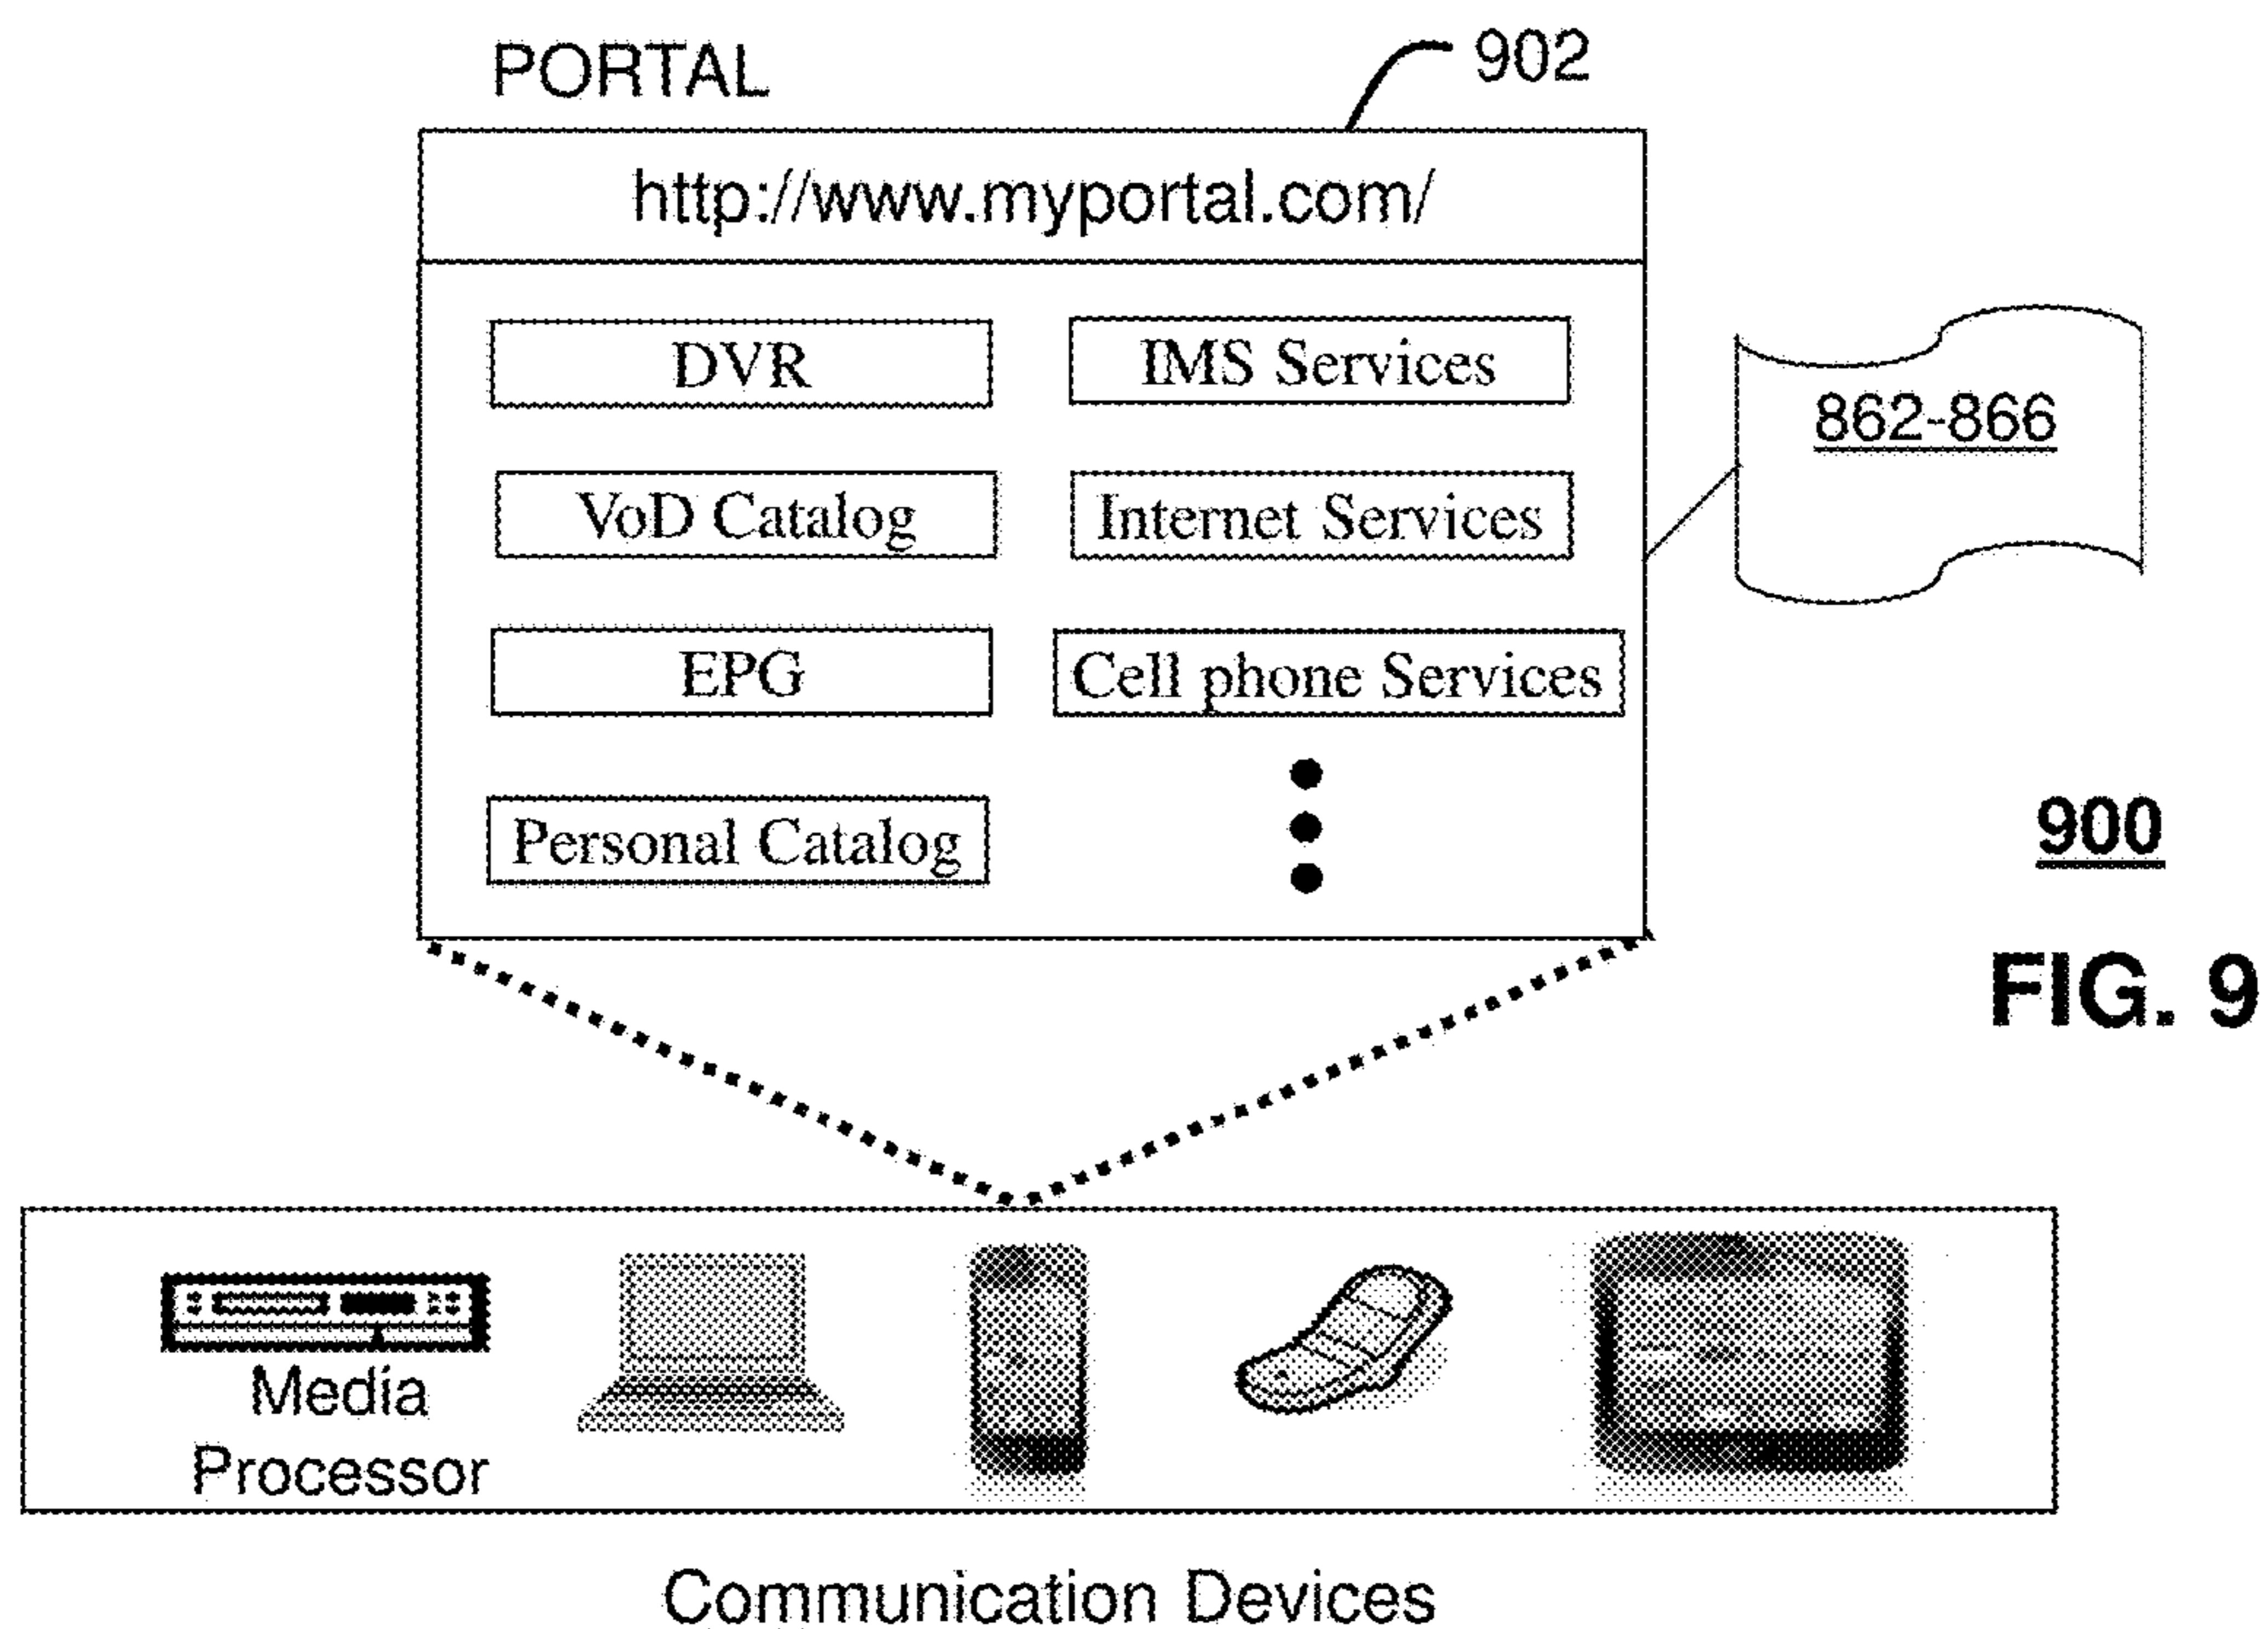 PORTAL
902
http://www.myportal.com/
DVR
IMS Services
VoD Catalog
Internet Services
EPG
Cell phone Services
Personal Catalog
862-866
900
FIG. 9
Media
Processor
Communication Devices